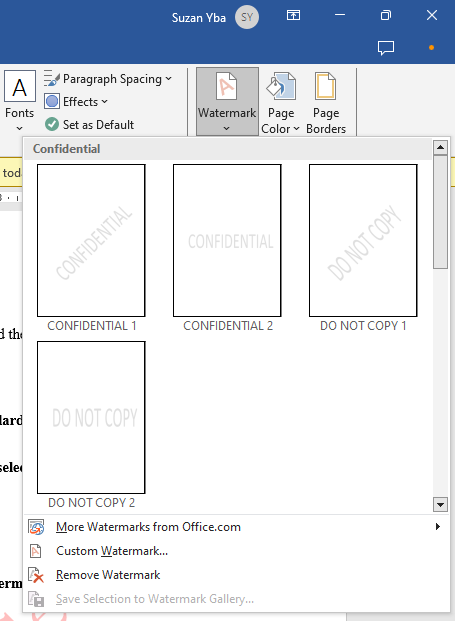 Suzan Yba SY
A
Fonts
Paragraph Spacing
Effects
Set as Default
Watermark
Page Color
Page Borders
Confidential
toda
CONFIDENTIAL
CONFIDENTIAL
DO NOT COPY
CONFIDENTIAL 1
CONFIDENTIAL 2
DO NOT COPY 1
d the
DO NOT COPY
lard
selec
DO NOT COPY 2
More Watermarks from Office.com
Custom Watermark...
Remove Watermark
erm
Save Selection to Watermark Gallery...